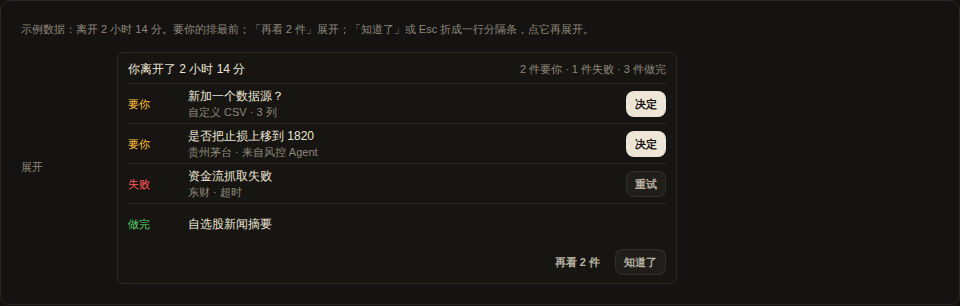 示例数据：离开 2 小时 14 分。要你的排最前；「再看 2 件」展开；「知道了」或 Esc 折成一行分隔条，点它再展开。
你离开了 2 小时 14 分
2 件要你 · 1 件失败 · 3 件做完
要你
新加一个数据源？
自定义 CSV · 3 列
决定
要你
是否把止损上移到 1820
贵州茅台 · 来自风控 Agent
决定
展开
失败
资金流抓取失败
东财 · 超时
重试
做完
自选股新闻摘要
再看 2 件
知道了